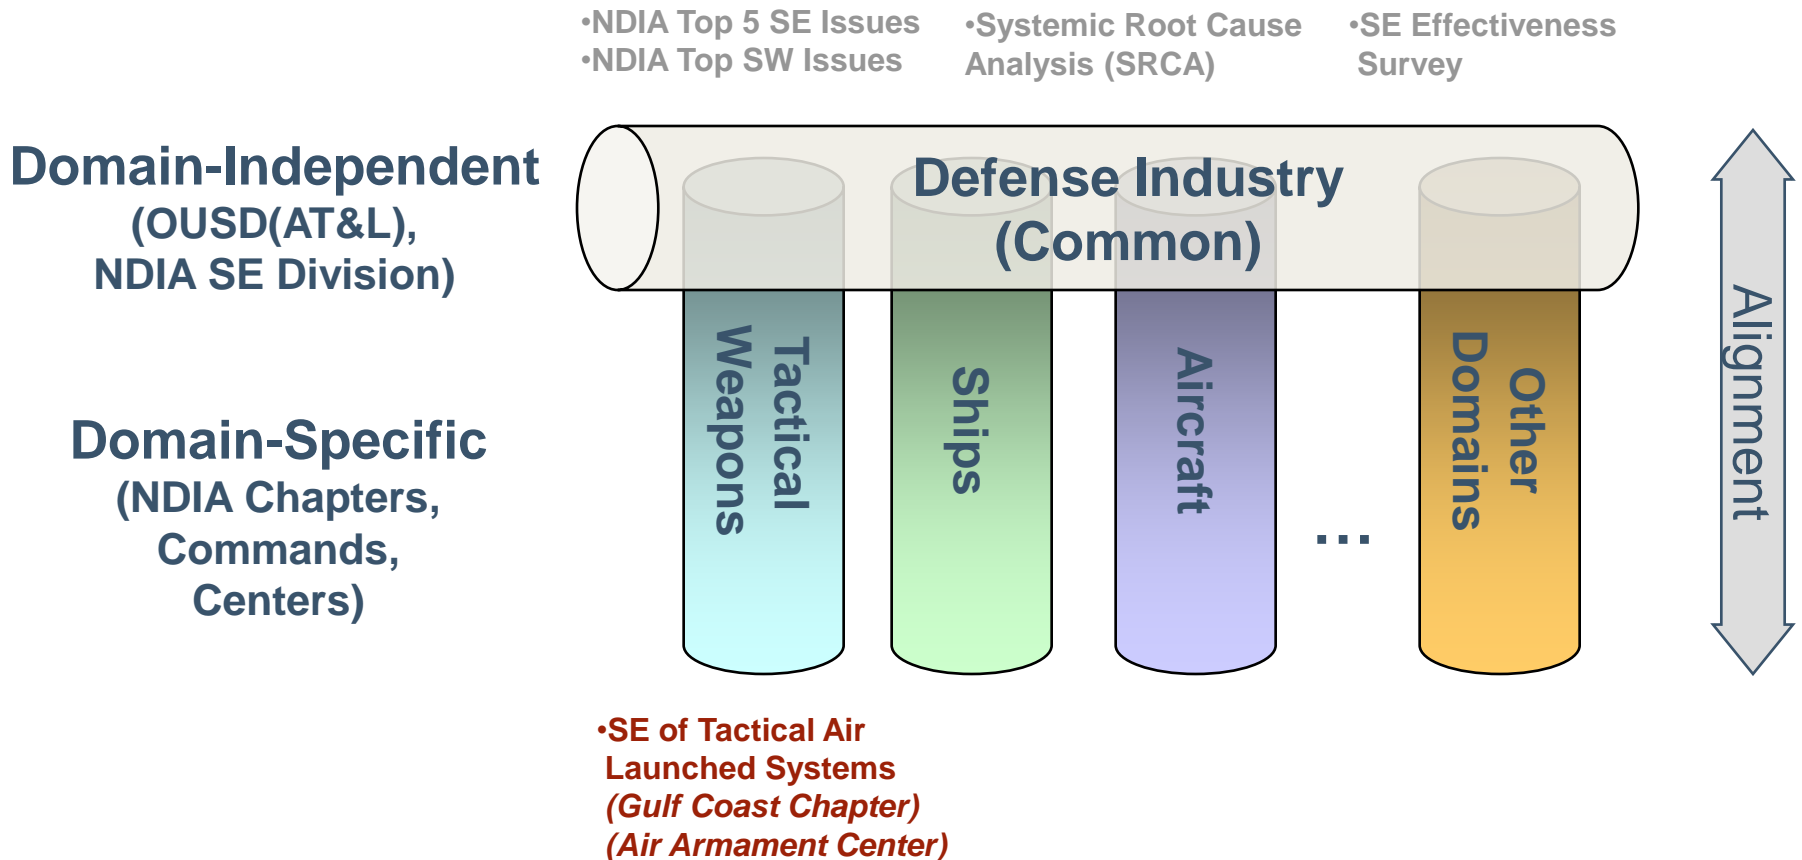 •NDIA Top 5 SE Issues
•NDIA Top SW Issues
•Systemic Root Cause
Analysis (SRCA)
•SE Effectiveness
Survey
Domain-Independent
(OUSD(AT&L),
NDIA SE Division)
Defense Industry
(Common)
Domain-Specific
(NDIA Chapters,
Commands,
Centers)
Tactical
Weapons
Ships
Aircraft
...
Other
Domains
Alignment
•SE of Tactical Air
Launched Systems
(Gulf Coast Chapter)
(Air Armament Center)